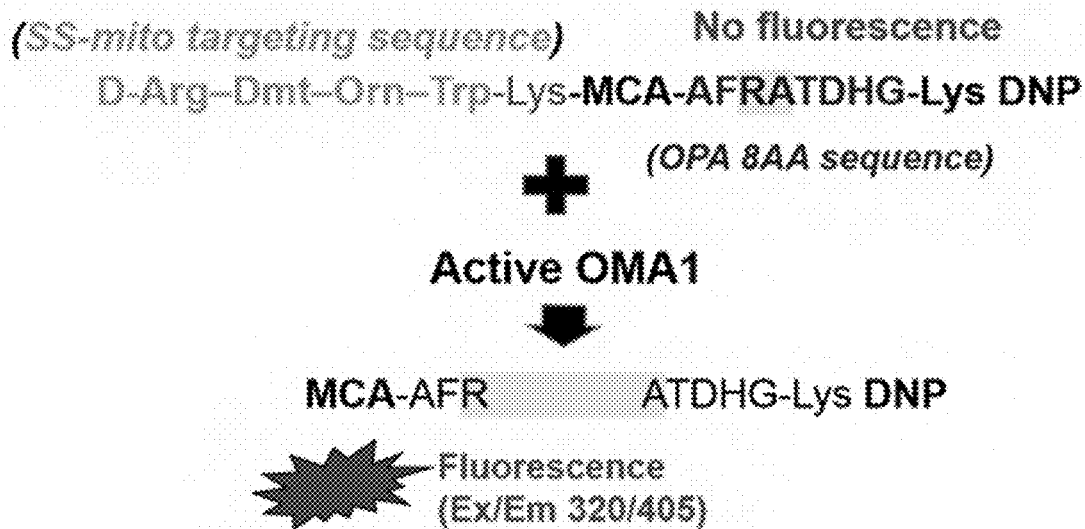 (SS-mito targeting sequence)
No fluorescence
D-Arg–Dmt–Orn–Trp-Lys-MCA-AFRATDHG-Lys DNP
(OPA 8AA sequence)
Active OMA1
MCA-AFR ATDHG-Lys DNP
Fluorescence
(Ex/Em 320/405)